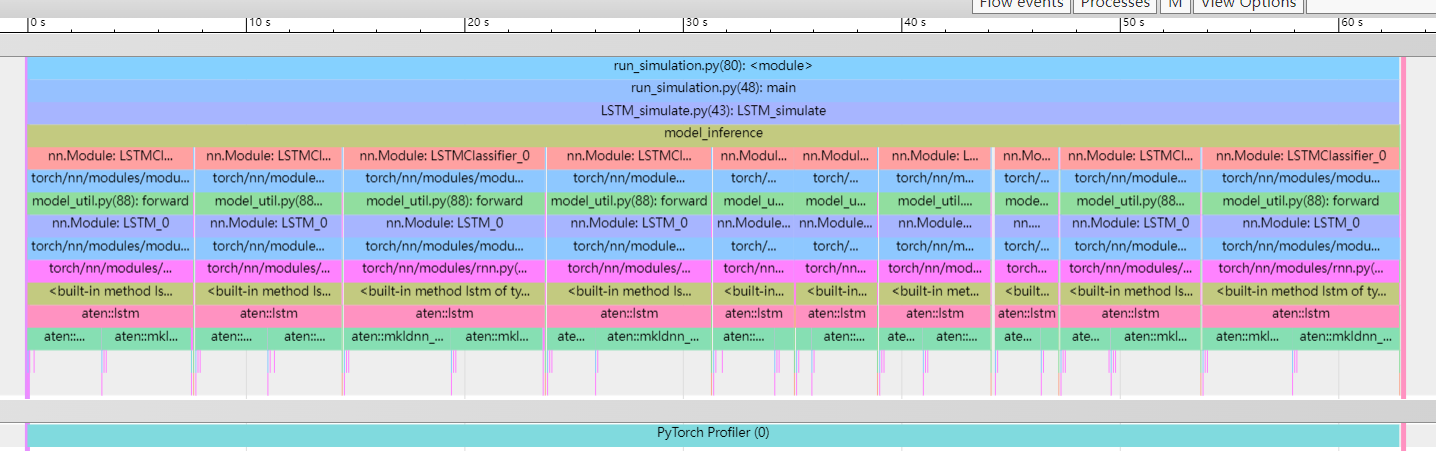 Flow events Processes M View Options
0 s 10 s 20 s 30 s 40 s 50 s 60 s
run_simulation.py(80): <module>
run_simulation.py(48): main
LSTM_simulate.py(43): LSTM_simulate
model_inference
nn.Module: LSTMCl... nn.Module: LSTMCl... nn.Module: LSTMClassifier_0 nn.Module: LSTMCl... nn.Modul... nn.Modul... nn.Module: L... nn.Mo... nn.Module: LSTMCl... nn.Module: LSTMClassifier_0
torch/nn/modules/modu... torch/nn/module... torch/nn/modules/modu... torch/nn/module... torch/... torch/... torch/nn/m... torch/... torch/nn/module... torch/nn/modules/modu...
model_util.py(88): forward model_util.py(88... model_util.py(88): forward model_util.py(88): forward model_u... model_u... model_util.... mode... model_util.py(88... model_util.py(88): forward
nn.Module: LSTM_0 nn.Module: LSTM_0 nn.Module: LSTM_0 nn.Module: LSTM_0 nn.Module... nn.Module... nn.Module... nn.... nn.Module: LSTM_0 nn.Module: LSTM_0
torch/nn/modules/modu... torch/nn/module... torch/nn/modules/modu... torch/nn/module... torch/... torch/... torch/nn/m... torch/... torch/nn/module... torch/nn/modules/modu...
torch/nn/modules/... torch/nn/modules/... torch/nn/modules/rnn.py(... torch/nn/modules/... torch/nn... torch/nn... torch/nn/mod... torch... torch/nn/modules/... torch/nn/modules/rnn.py(...
<built-in method ls... <built-in method ls... <built-in method lstm of ty... <built-in method ls... <built-in... <built-in... <built-in met... <built... <built-in method ls... <built-in method lstm of ty...
aten::lstm aten::lstm aten::lstm aten::lstm aten::lstm aten::lstm aten::lstm aten::lstm aten::lstm aten::lstm
aten::... aten::mkl... aten::... aten::... aten::mkldnn_... aten::mkl... ate... aten::mkldnn_... aten::... aten::... ate... aten::... ate... ate... aten::mkl... aten::mkl... aten::mkldnn_...
PyTorch Profiler (0)